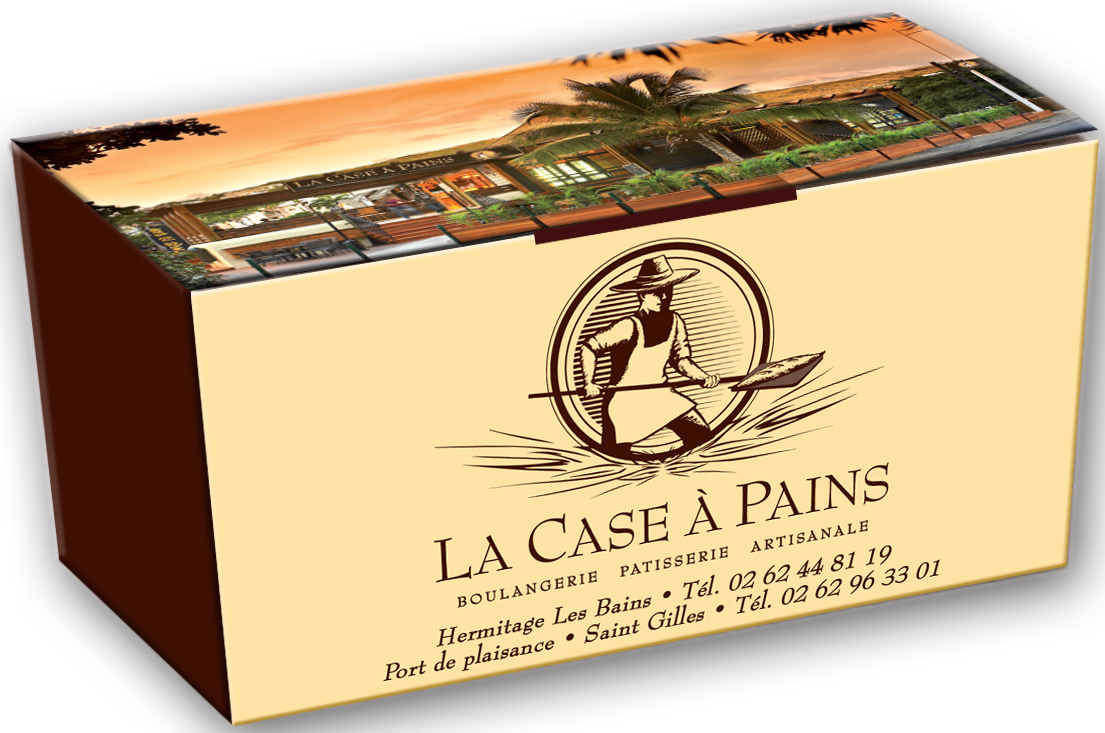 LA CASE À PAINS
LA CASE À PAINS
BOULANGERIE PATISSERIE ARTISANALE
Hermitage Les Bains • Tél. 02 62 44 81 19
Port de plaisance • Saint Gilles • Tél. 02 62 96 33 01